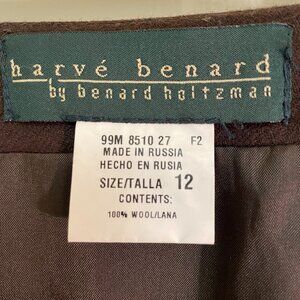 harvé benard
by benard holtzman
99M 8510 27 F2
MADE IN RUSSIA
HECHO EN RUSIA
SIZE/TALLA 12
CONTENTS:
100% WOOL/LANA